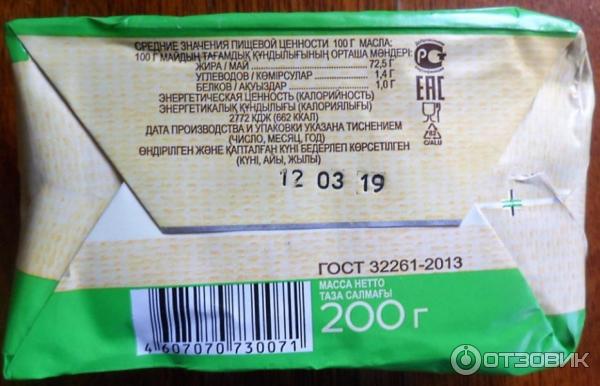 СРЕДНИЕ ЗНАЧЕНИЯ ПИЩЕВОЙ ЦЕННОСТИ 100 Г МАСЛА:
100 Г МАЙДЫҢ ТАҒАМДЫҚ ҚҰНДЫЛЫҒЫНЫҢ ОРТАША МӘНДЕРІ:
ЖИРА / МАЙ 72,5 Г
УГЛЕВОДОВ / КӨМІРСУЛАР 1,4 Г
БЕЛКОВ / АҚУЫЗДАР 1,0 Г
ЭНЕРГЕТИЧЕСКАЯ ЦЕННОСТЬ (КАЛОРИЙНОСТЬ)
ЭНЕРГЕТИКАЛЫҚ ҚҰНДЫЛЫҒЫ (КАЛОРИЯЛЫҒЫ)
2772 КДЖ (662 ККАЛ)
ДАТА ПРОИЗВОДСТВА И УПАКОВКИ УКАЗАНА ТИСНЕНИЕМ
(ЧИСЛО, МЕСЯЦ, ГОД)
ӨНДІРІЛГЕН ЖӘНЕ ҚАПТАЛҒАН КҮНІ БЕДЕРЛЕП КӨРСЕТІЛГЕН
(КҮНІ, АЙЫ, ЖЫЛЫ)
12 03 19
ЕАС
82
C/ALU
ГОСТ 32261-2013
МАССА НЕТТО
ТАЗА САЛМАҒЫ
200 г
4 607070 730071
ОТЗОВИК